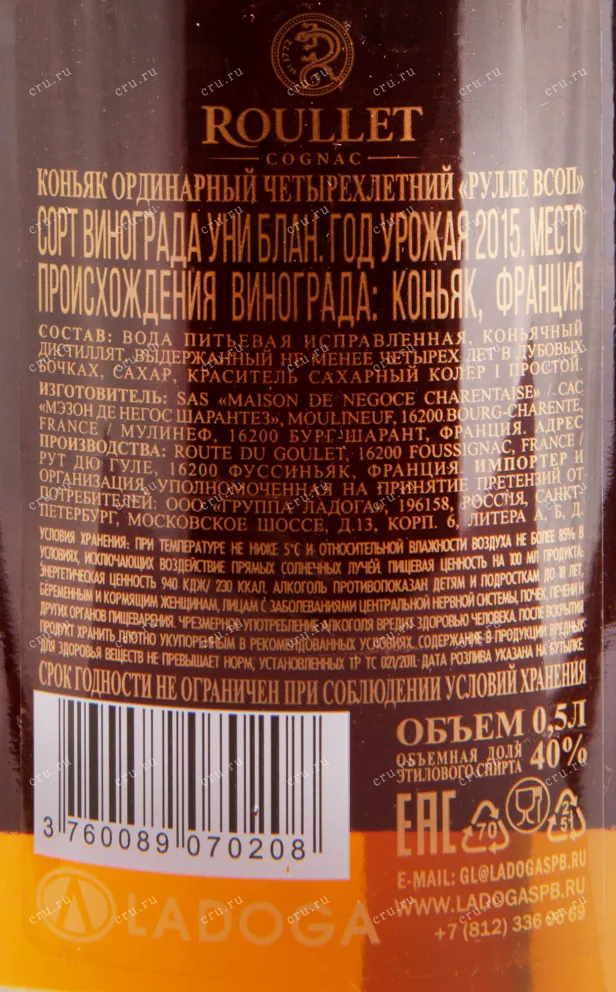 1772
ROULLET
COGNAC
КОНЬЯК ОРДИНАРНЫЙ ЧЕТЫРЕХЛЕТНИЙ «РУЛЛЕ ВСОП»
СОРТ ВИНОГРАДА УНИ БЛАН. ГОД УРОЖАЯ 2015. МЕСТО
ПРОИСХОЖДЕНИЯ ВИНОГРАДА: КОНЬЯК, ФРАНЦИЯ
СОСТАВ: ВОДА ПИТЬЕВАЯ ИСПРАВЛЕННАЯ, КОНЬЯЧНЫЙ
ДИСТИЛЛЯТ, ВЫДЕРЖАННЫЙ НЕ МЕНЕЕ ЧЕТЫРЕХ ЛЕТ В ДУБОВЫХ
БОЧКАХ, САХАР, КРАСИТЕЛЬ САХАРНЫЙ КОЛЕР I ПРОСТОЙ.
ИЗГОТОВИТЕЛЬ: SAS «MAISON DE NEGOCE CHARENTAISE» / САС
«МЭЗОН ДЕ НЕГОС ШАРАНТЕЗ», MOULINEUF, 16200 BOURG-CHARENTE,
FRANCE / МУЛИНЕФ, 16200 БУРГ-ШАРАНТ, ФРАНЦИЯ. АДРЕС
ПРОИЗВОДСТВА: ROUTE DU GOULET, 16200 FOUSSIGNAC, FRANCE /
РУТ ДЮ ГУЛЕ, 16200 ФУССИНЬЯК, ФРАНЦИЯ. ИМПОРТЕР И
ОРГАНИЗАЦИЯ, УПОЛНОМОЧЕННАЯ НА ПРИНЯТИЕ ПРЕТЕНЗИЙ ОТ
ПОТРЕБИТЕЛЕЙ: ООО «ГРУППА ЛАДОГА», 196158, РОССИЯ, САНКТ-
ПЕТЕРБУРГ, МОСКОВСКОЕ ШОССЕ, Д.13, КОРП. 6, ЛИТЕРА А, Б, Д.
УСЛОВИЯ ХРАНЕНИЯ: ПРИ ТЕМПЕРАТУРЕ НЕ НИЖЕ 5°С И ОТНОСИТЕЛЬНОЙ ВЛАЖНОСТИ ВОЗДУХА НЕ БОЛЕЕ 85% В
УСЛОВИЯХ, ИСКЛЮЧАЮЩИХ ВОЗДЕЙСТВИЕ ПРЯМЫХ СОЛНЕЧНЫХ ЛУЧЕЙ. ПИЩЕВАЯ ЦЕННОСТЬ НА 100 МЛ ПРОДУКТА:
ЭНЕРГЕТИЧЕСКАЯ ЦЕННОСТЬ 940 КДЖ/ 230 ККАЛ. АЛКОГОЛЬ ПРОТИВОПОКАЗАН ДЕТЯМ И ПОДРОСТКАМ ДО 18 ЛЕТ,
БЕРЕМЕННЫМ И КОРМЯЩИМ ЖЕНЩИНАМ, ЛИЦАМ С ЗАБОЛЕВАНИЯМИ ЦЕНТРАЛЬНОЙ НЕРВНОЙ СИСТЕМЫ, ПОЧЕК, ПЕЧЕНИ И
ДРУГИХ ОРГАНОВ ПИЩЕВАРЕНИЯ. ЧРЕЗМЕРНОЕ УПОТРЕБЛЕНИЕ АЛКОГОЛЯ ВРЕДИТ ЗДОРОВЬЮ ЧЕЛОВЕКА. ПОСЛЕ ВСКРЫТИЯ
ПРОДУКТ ХРАНИТЬ ПЛОТНО УКУПОРЕННЫМ В РЕКОМЕНДОВАННЫХ УСЛОВИЯХ. СОДЕРЖАНИЕ В ПРОДУКЦИИ ВРЕДНЫХ
ДЛЯ ЗДОРОВЬЯ ВЕЩЕСТВ НЕ ПРЕВЫШАЕТ НОРМ, УСТАНОВЛЕННЫХ ТР ТС 021/2011. ДАТА РОЗЛИВА УКАЗАНА НА БУТЫЛКЕ.
СРОК ГОДНОСТИ НЕ ОГРАНИЧЕН ПРИ СОБЛЮДЕНИИ УСЛОВИЙ ХРАНЕНИЯ
ОБЪЕМ 0,5Л
ОБЪЕМНАЯ ДОЛЯ
ЭТИЛОВОГО СПИРТА 40%
EAC 70 251
3 760089 070208
E-MAIL: GL@LADOGASPB.RU
WWW.LADOGASPB.RU
+7 (812) 336 99 69
LADOGA
cru.ru